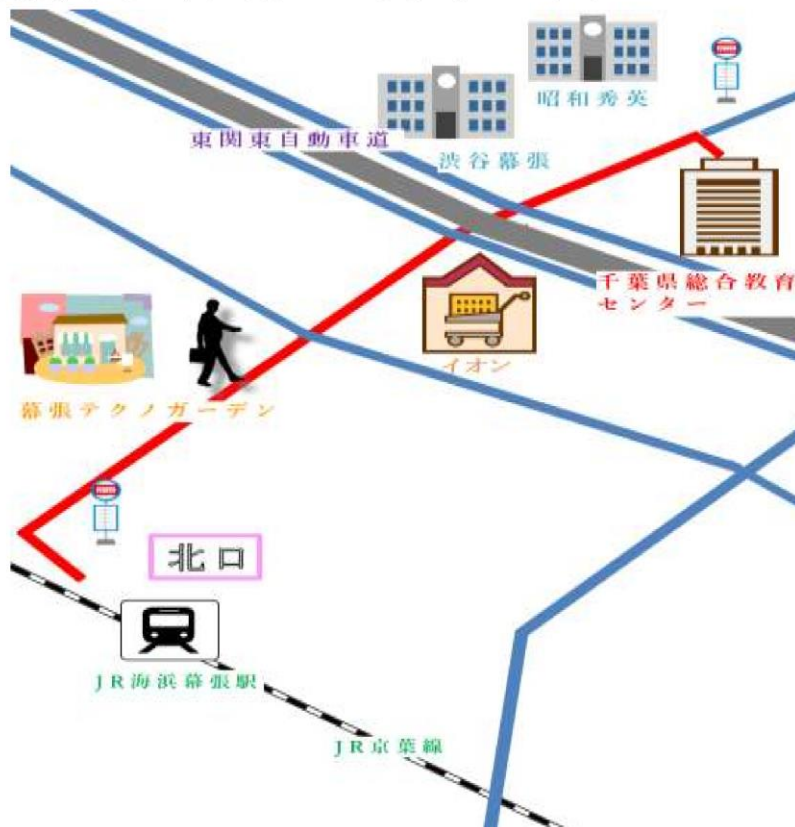 昭和秀英
東関東自動車道
渋谷幕張
千葉県総合教育
センター
イオン
幕張テクノガーデン
北口
JR海浜幕張駅
JR京葉線